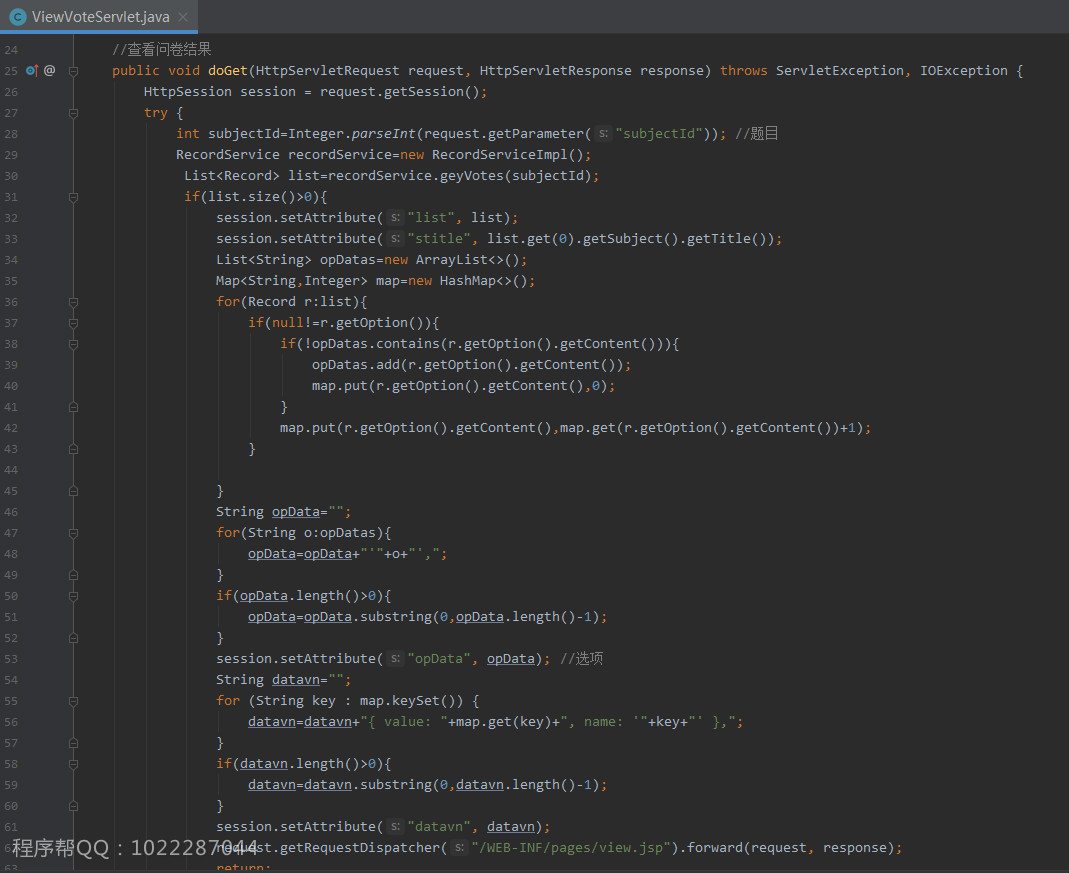 ViewVoteServlet.java
24 //查看问卷结果
25 public void doGet(HttpServletRequest request, HttpServletResponse response) throws ServletException, IOException {
26 HttpSession session = request.getSession();
27 try {
28 int subjectId=Integer.parseInt(request.getParameter( s: "subjectId")); //题目
29 RecordService recordService=new RecordServiceImpl();
30 List<Record> list=recordService.geyVotes(subjectId);
31 if(list.size()>0){
32 session.setAttribute( s: "list", list);
33 session.setAttribute( s: "stitle", list.get(0).getSubject().getTitle());
34 List<String> opDatas=new ArrayList<>();
35 Map<String,Integer> map=new HashMap<>();
36 for(Record r:list){
37 if(null!=r.getOption()){
38 if(!opDatas.contains(r.getOption().getContent())){
39 opDatas.add(r.getOption().getContent());
40 map.put(r.getOption().getContent(),0);
41 }
42 map.put(r.getOption().getContent(),map.get(r.getOption().getContent())+1);
43 }
44
45 }
46 String opData="";
47 for(String o:opDatas){
48 opData=opData+"'"+o+"',";
49 }
50 if(opData.length()>0){
51 opData=opData.substring(0,opData.length()-1);
52 }
53 session.setAttribute( s: "opData", opData); //选项
54 String datavn="";
55 for (String key : map.keySet()) {
56 datavn=datavn+"{ value: "+map.get(key)+", name: '"+key+"' },";
57 }
58 if(datavn.length()>0){
59 datavn=datavn.substring(0,datavn.length()-1);
60 }
61 session.setAttribute( s: "datavn", datavn);
程序帮QQ：1022287044
request.getRequestDispatcher( s: "/WEB-INF/pages/view.jsp").forward(request, response);
63 return;